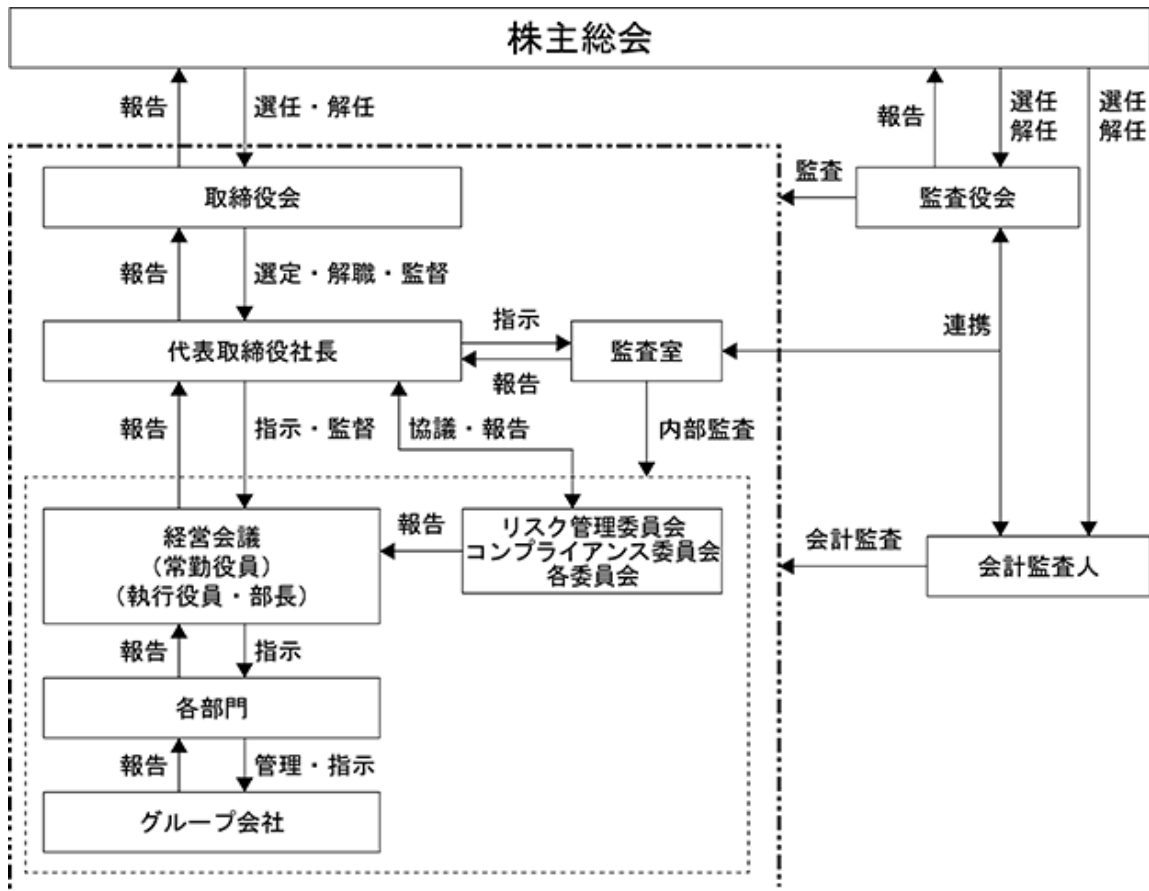 株主総会
報告
選任・解任
報告
選任
解任
選任
解任
取締役会
監査
監査役会
報告
選定・解職・監督
代表取締役社長
指示
報告
監査室
連携
報告
指示・監督
協議・報告
内部監査
経営会議
(常勤役員)
(執行役員・部長)
報告
リスク管理委員会
コンプライアンス委員会
各委員会
会計監査
会計監査人
報告
指示
各部門
報告
管理・指示
グループ会社